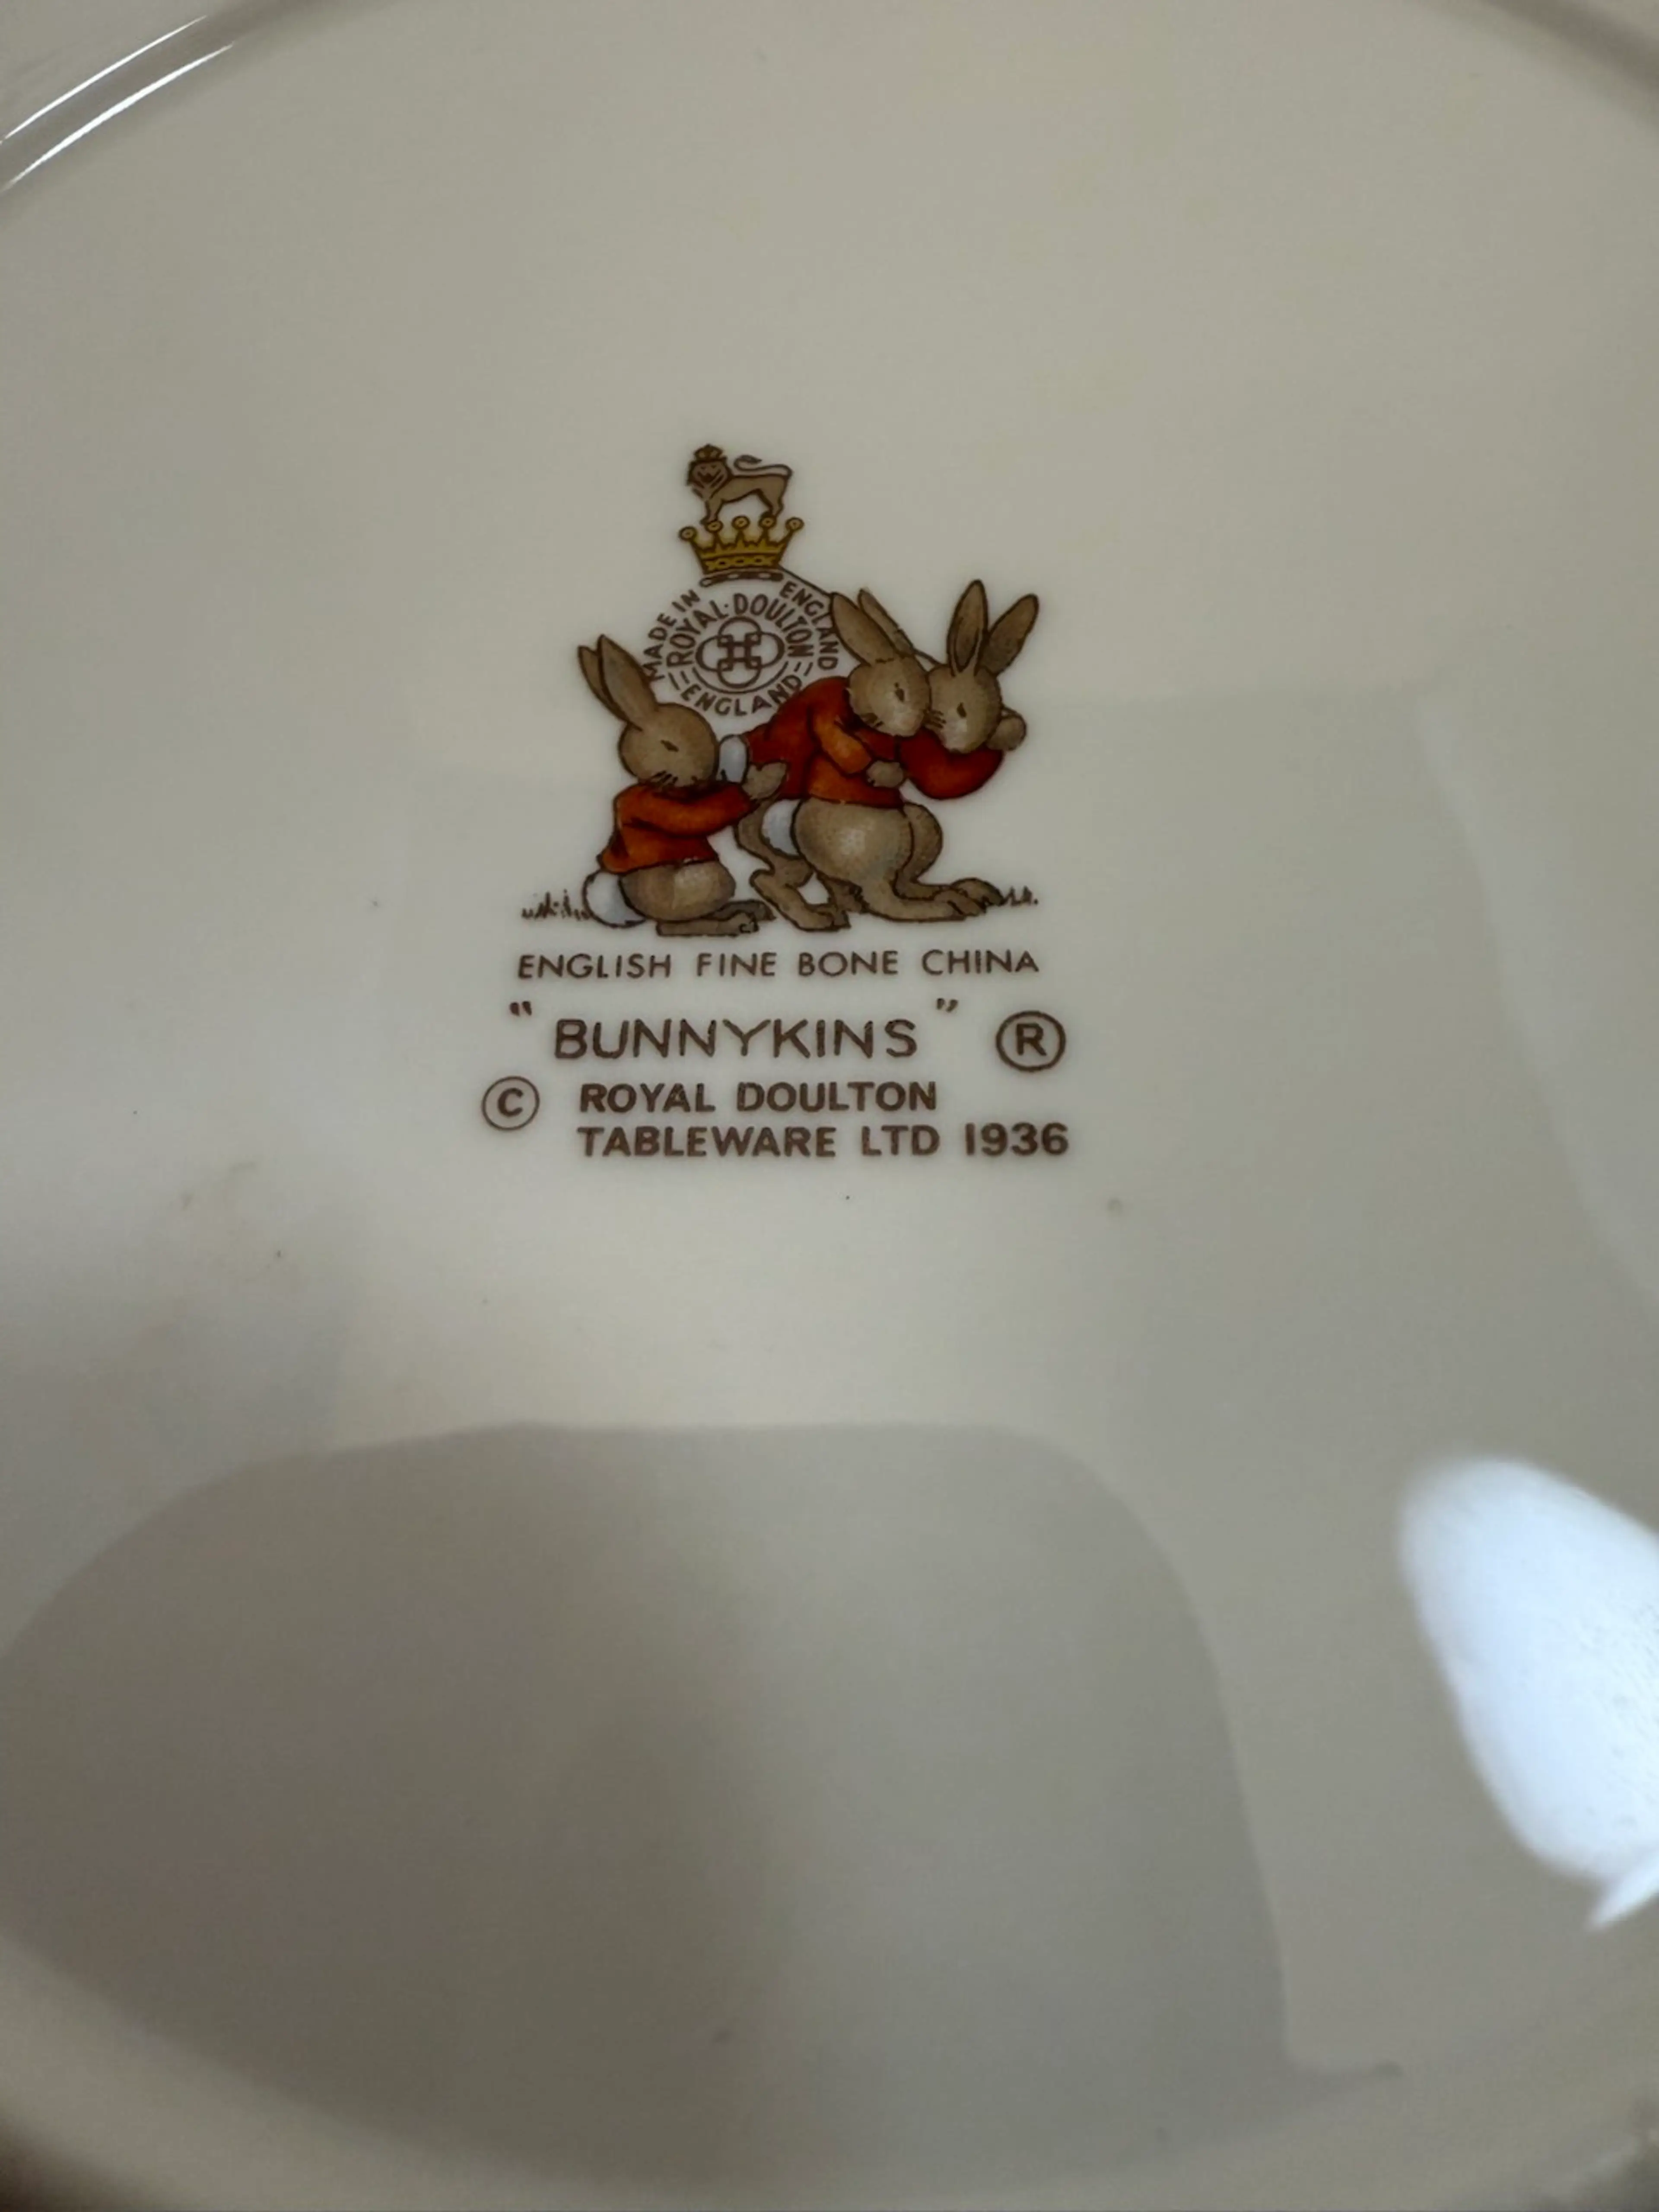 MADE IN ENGLAND
ROYAL·DOULTON
ENGLAND
ENGLISH FINE BONE CHINA
"BUNNYKINS" ®
© ROYAL DOULTON
TABLEWARE LTD 1936